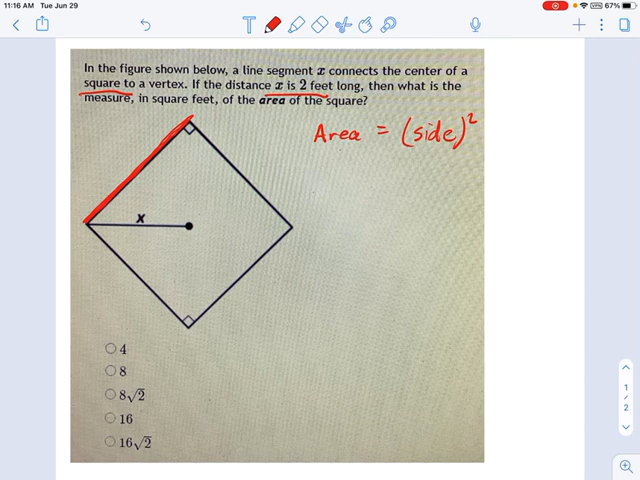 11:16 AM Tue Jun 29
VPN 67%
In the figure shown below, a line segment x connects the center of a
square to a vertex. If the distance x is 2 feet long, then what is the
measure, in square feet, of the area of the square?
Area = (side)²
x
4
8
8√2
16
16√2
1
/
2